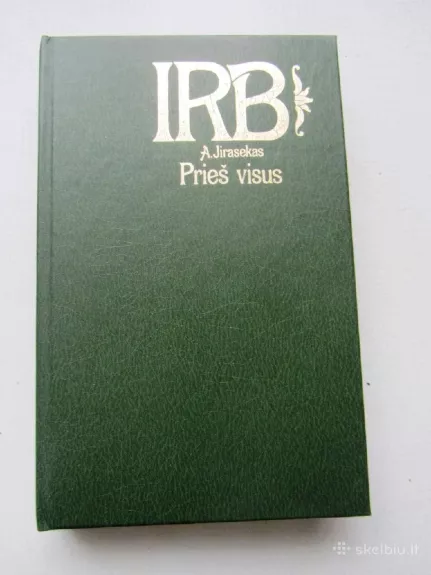 IRB
A.Jirasekas
Prieš visus
skelbiu.lt